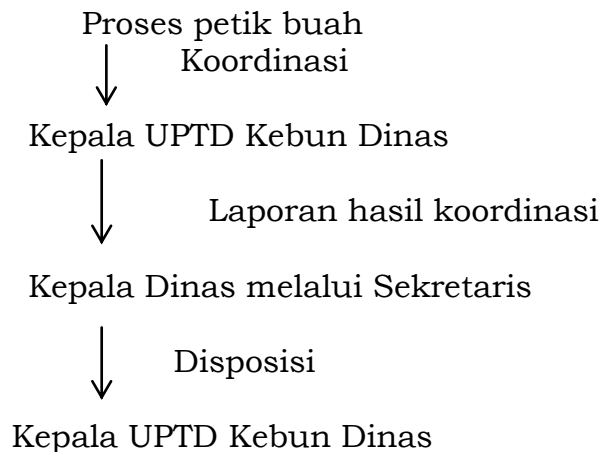 Proses petik buah
Koordinasi
Kepala UPTD Kebun Dinas
Laporan hasil koordinasi
Kepala Dinas melalui Sekretaris
Disposisi
Kepala UPTD Kebun Dinas